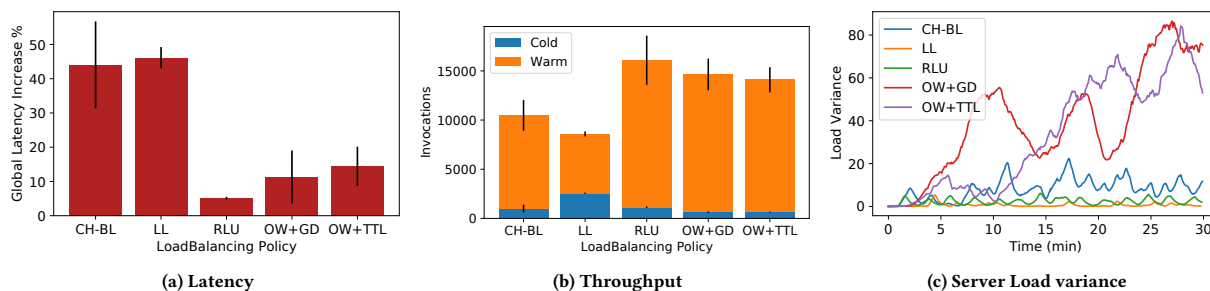 Global Latency Increase %
50
40
30
20
10
0
CH-BL LL RLU OW+GD OW+TTL
LoadBalancing Policy
(a) Latency
Invocations
15000
10000
5000
0
Cold
Warm
CH-BL LL RLU OW+GD OW+TTL
LoadBalancing Policy
(b) Throughput
Load Variance
80
60
40
20
0
CH-BL
LL
RLU
OW+GD
OW+TTL
0 5 10 15 20 25 30
Time (min)
(c) Server Load variance